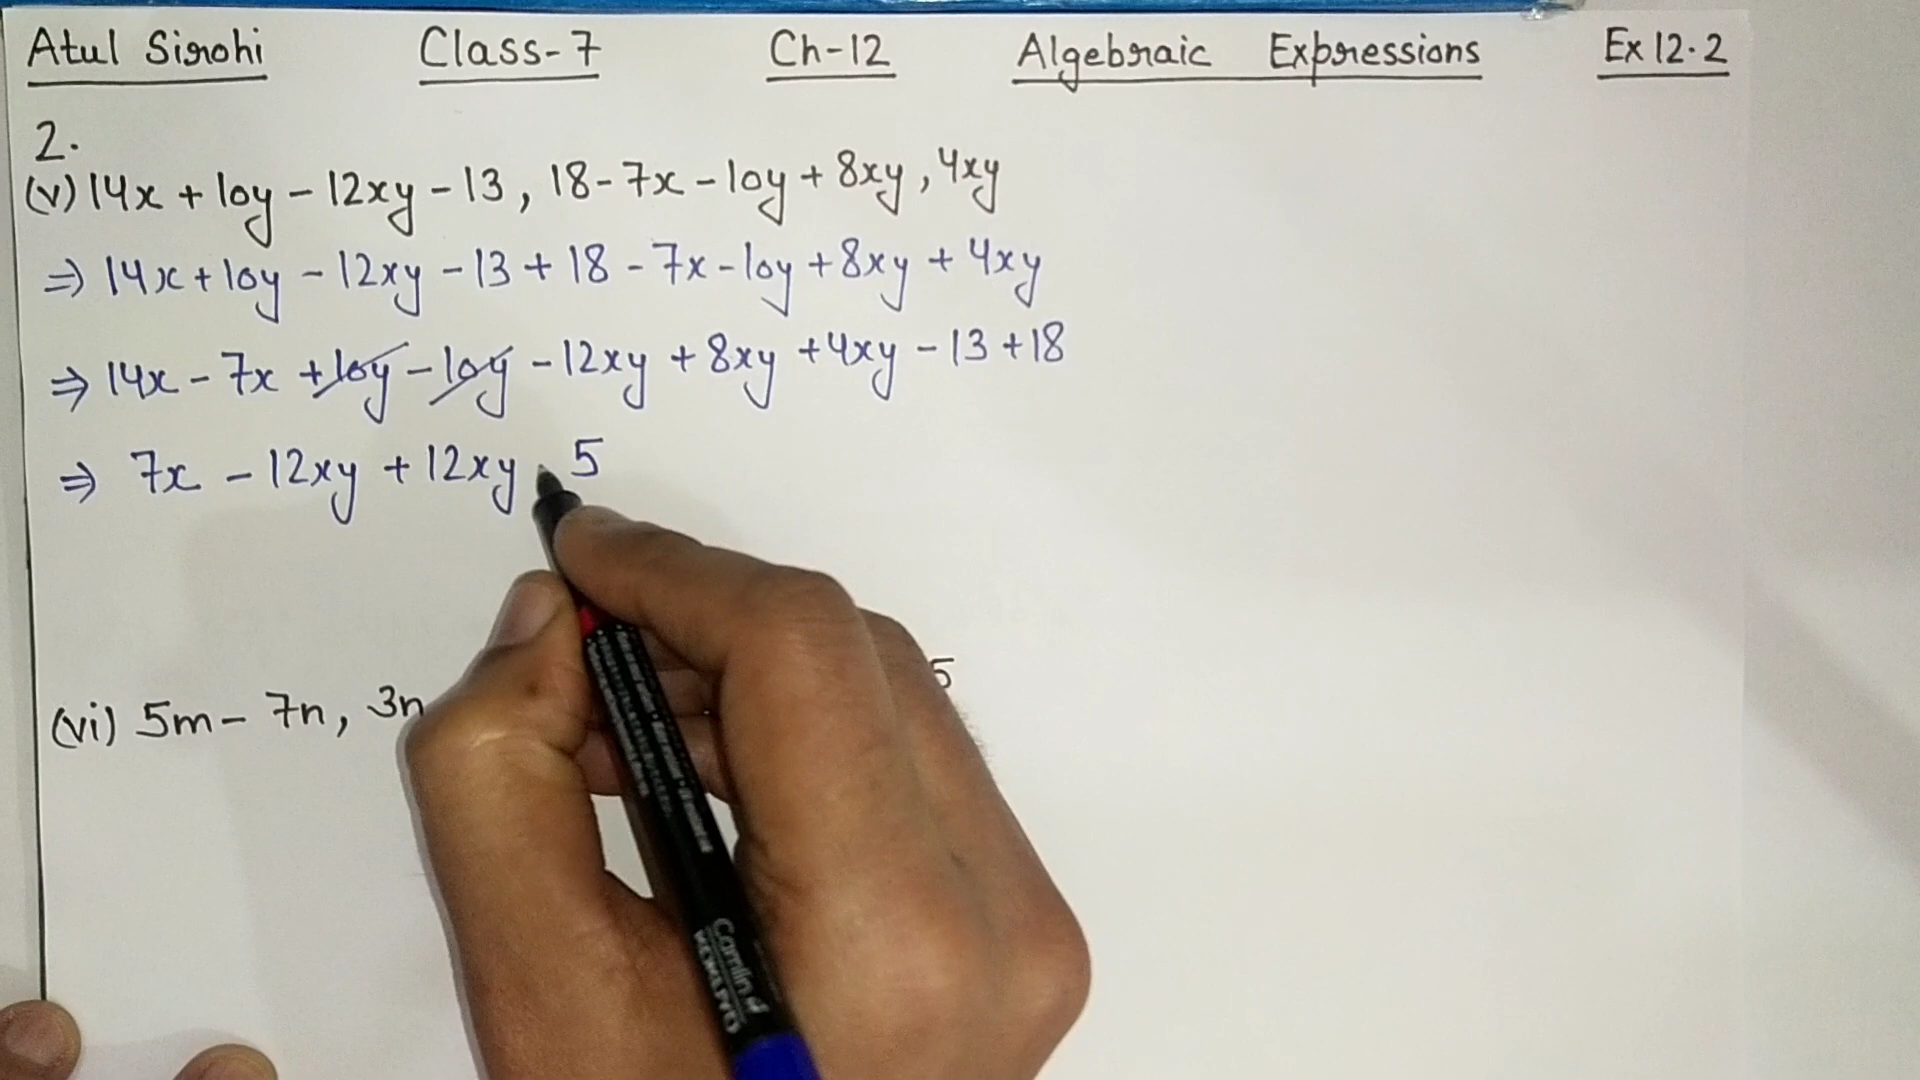 Atul Sirohi Class-7 Ch-12 Algebraic Expressions Ex 12.2
2.
(v) 14x + 10y - 12xy - 13, 18 - 7x - 10y + 8xy, 4xy
⇒ 14x + 10y - 12xy - 13 + 18 - 7x - 10y + 8xy + 4xy
⇒ 14x - 7x + 10y - 10y - 12xy + 8xy + 4xy - 13 + 18
⇒ 7x - 12xy + 12xy 5
(vi) 5m - 7n, 3n 5
Camlin